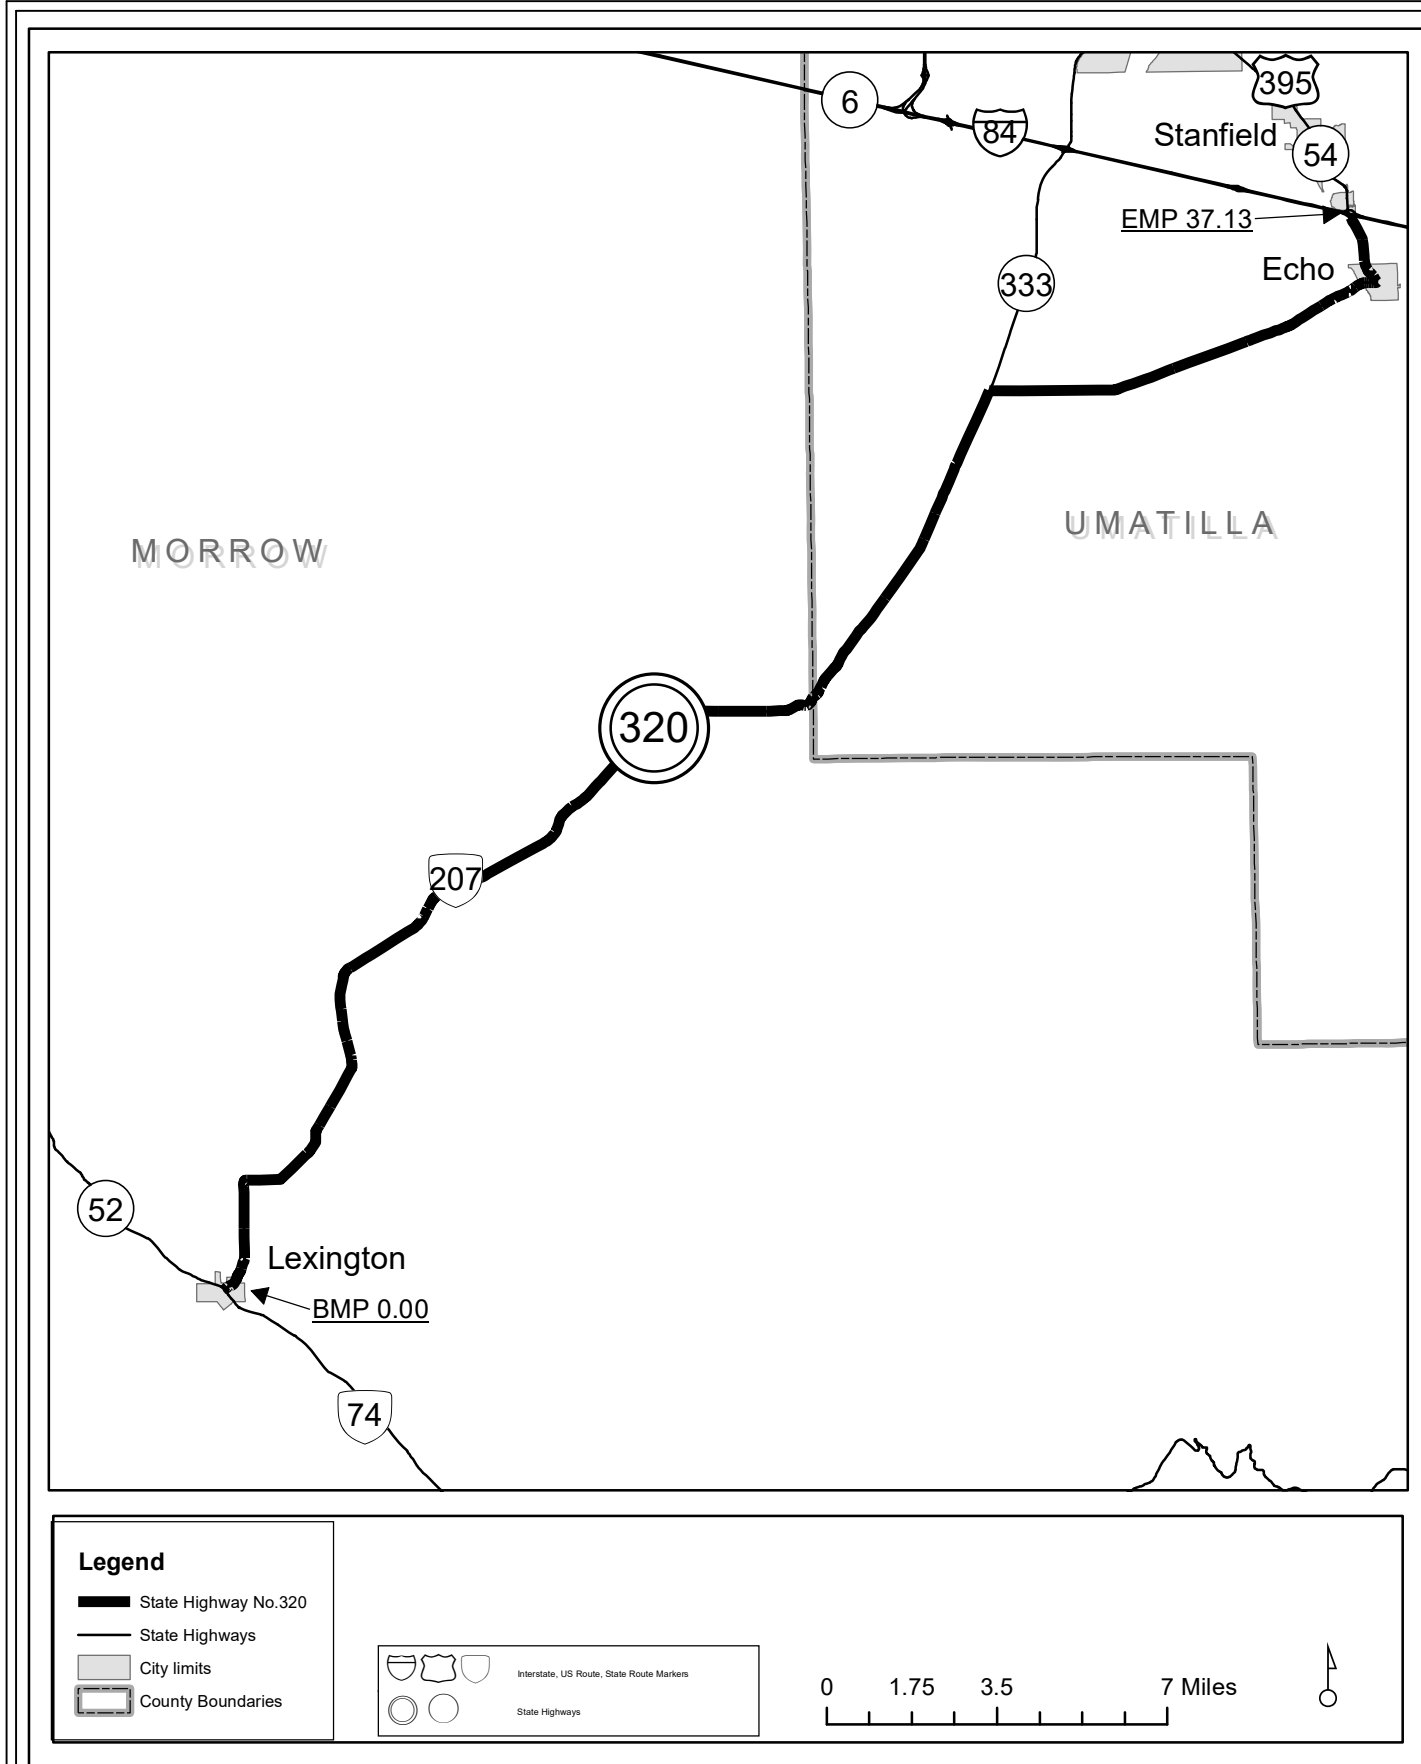 395
6
84
Stanfield
54
EMP 37.13
Echo
333
UMATILLA
MORROW
320
207
52
Lexington
BMP 0.00
74
Legend
State Highway No.320
State Highways
City limits
County Boundaries
Interstate, US Route, State Route Markers
State Highways
0 1.75 3.5 7 Miles